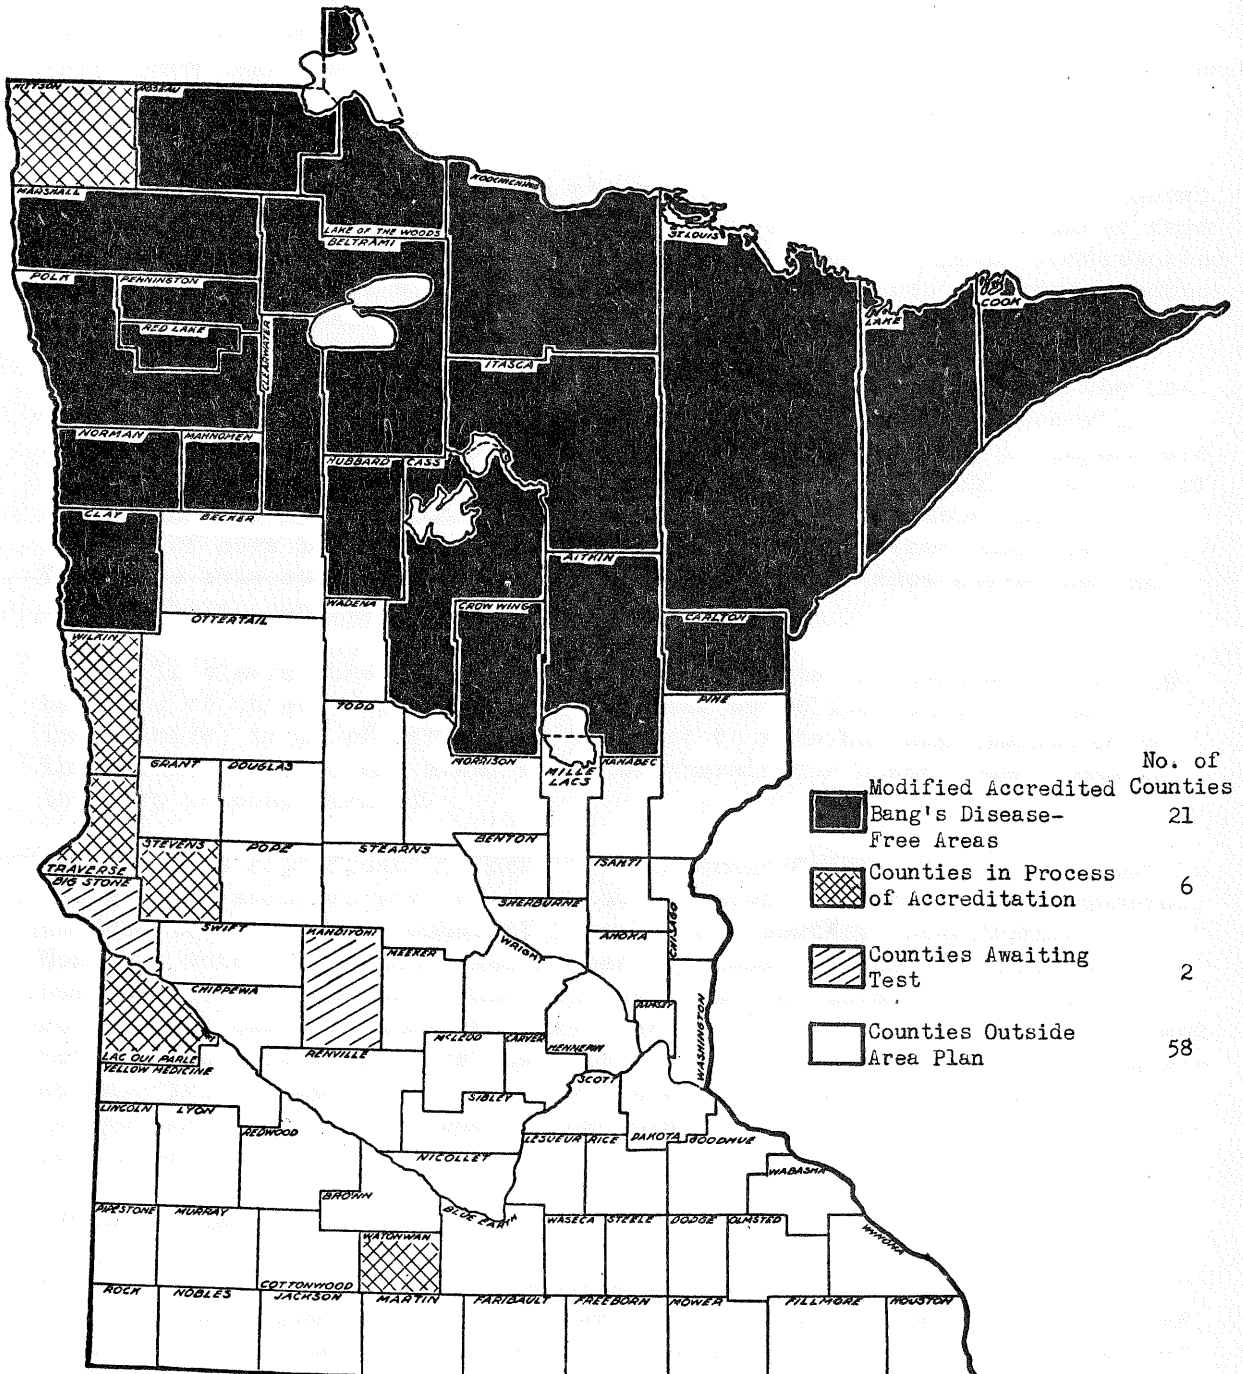 KITTSON
ROSEAU
MARSHALL
LAKE OF THE WOODS
BELTRAMI
KOOCHICHING
ST. LOUIS
COOK
LAKE
POLK
PENNINGTON
RED LAKE
CLEARWATER
ITASCA
NORMAN
MAHNOMEN
HUBBARD
CASS
CLAY
BECKER
AITKIN
WADENA
CROW WING
CARLTON
OTTERTAIL
WILKIN
PINE
TODD
MORRISON
MILLE
LACS
KANABEC
GRANT
DOUGLAS
No. of
Modified Accredited Counties
Bang's Disease- 21
Free Areas
Counties in Process
of Accreditation 6
Counties Awaiting
Test 2
Counties Outside
Area Plan 58
BENTON
STEVENS
POPE
STEARNS
ISANTI
TRAVERSE
BIG STONE
SHERBURNE
CHISAGO
SWIFT
KANDIYOHI
MEEKER
WRIGHT
ANOKA
CHIPPEWA
RAMSEY
WASHINGTON
LAC QUI PARLE
YELLOW MEDICINE
RENVILLE
McLEOD
CARVER
HENNEPIN
SCOTT
SIBLEY
LINCOLN
LYON
REDWOOD
LESUEUR
RICE
DAKOTA
GOODHUE
NICOLLET
BROWN
WABASHA
PIPESTONE
MURRAY
BLUE EARTH
WASECA
STEELE
DODGE
OLMSTED
WINONA
WATONWAN
COTTONWOOD
ROCK
NOBLES
JACKSON
MARTIN
FARIBAULT
FREEBORN
MOWER
FILLMORE
HOUSTON